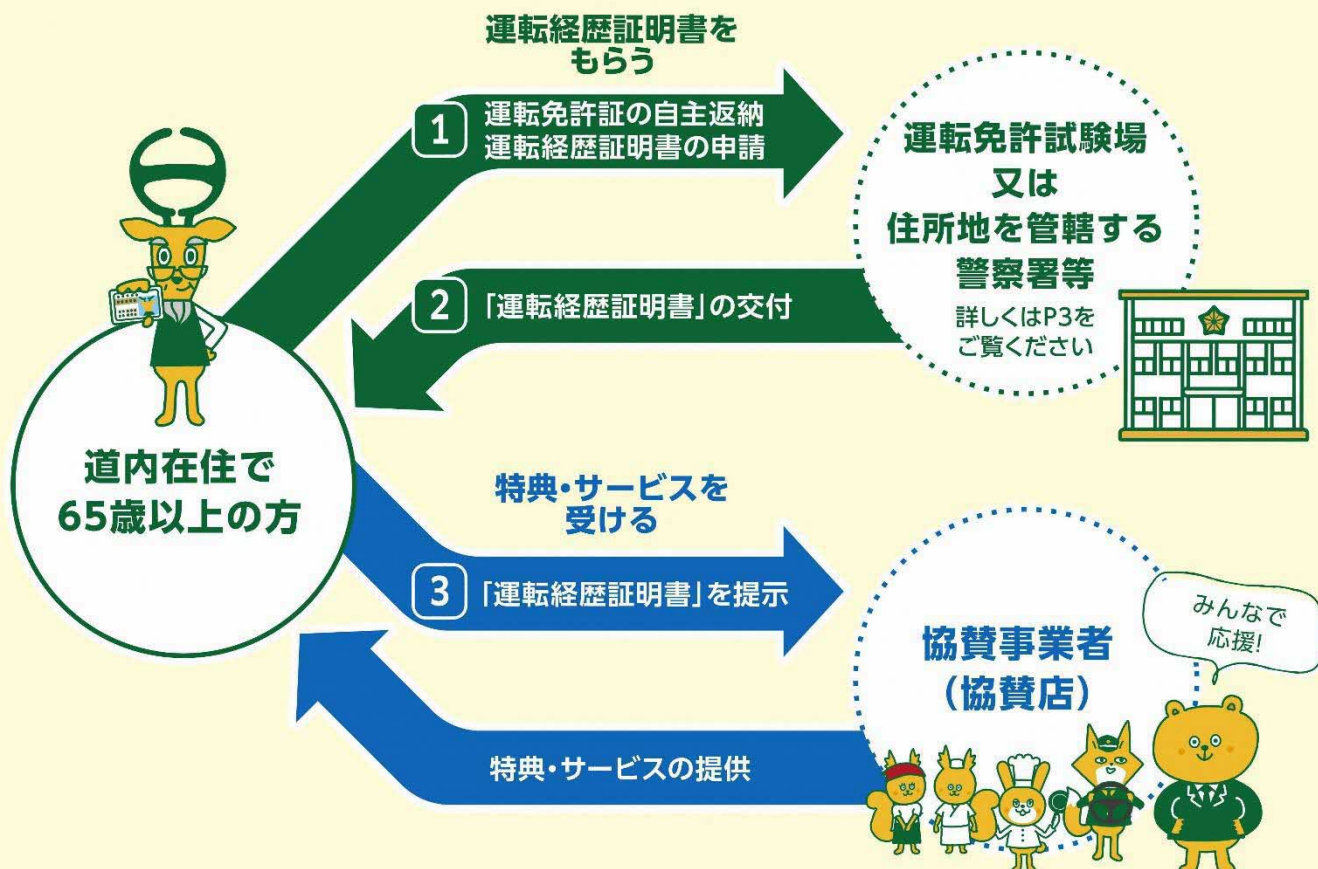 運転経歴証明書を
もらう
1
運転免許証の自主返納
運転経歴証明書の申請
運転免許試験場
又は
住所地を管轄する
警察署等
詳しくはP3を
ご覧ください
2
「運転経歴証明書」の交付
道内在住で
65歳以上の方
特典・サービスを
受ける
3
「運転経歴証明書」を提示
協賛事業者
(協賛店)
みんなで
応援!
特典・サービスの提供